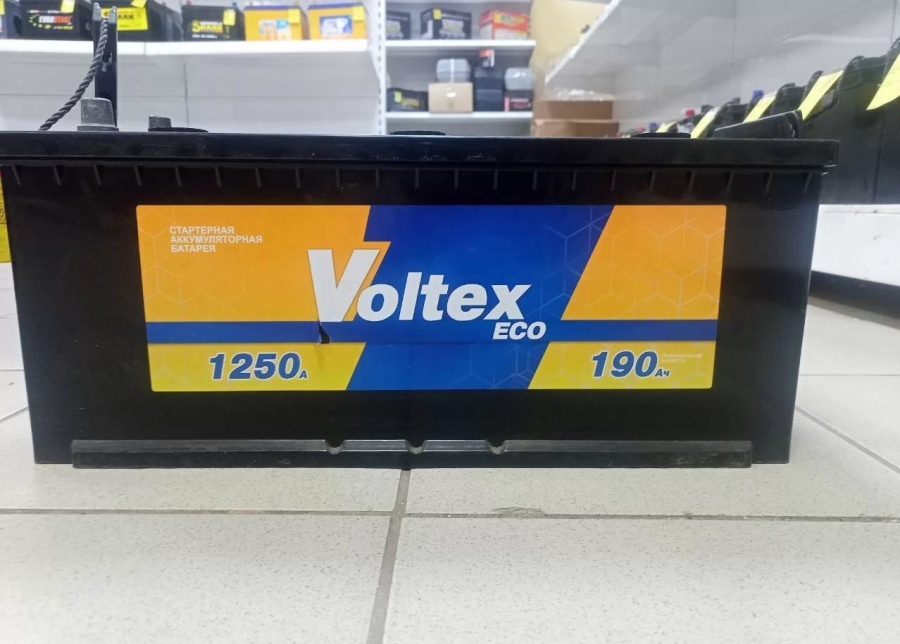 СТАРТЕРНАЯ
АККУМУЛЯТОРНАЯ
БАТАРЕЯ
Voltex
ECO
1250А
190Ач